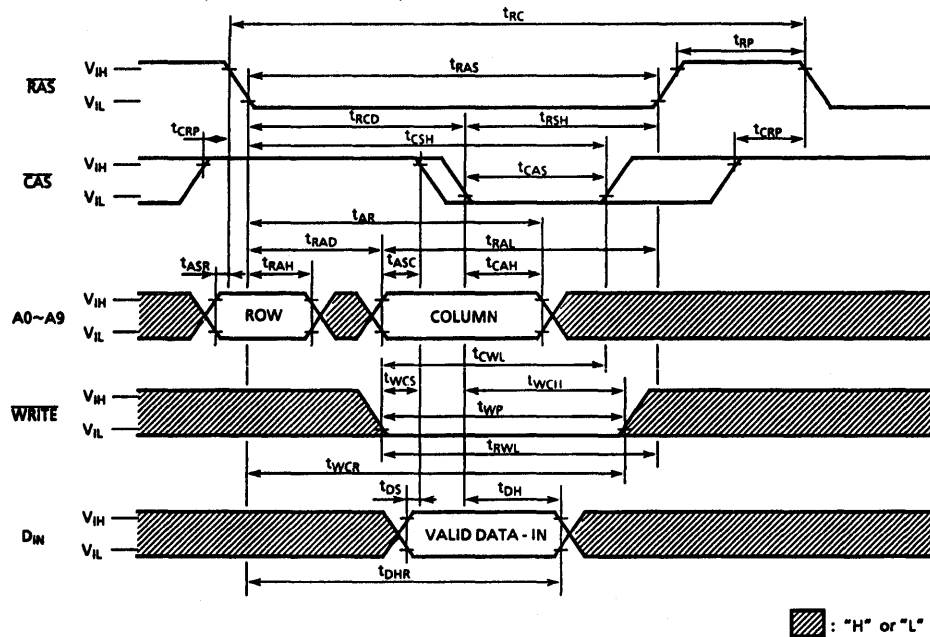 tRC
tRP
RAS
VIH
VIL
tRAS
tRCD
tRSH
tCRP
tCSH
tCRP
CAS
VIH
VIL
tCAS
tAR
tRAD
tRAL
tASR
tRAH
tASC
tCAH
A0~A9
VIH
VIL
ROW
COLUMN
tCWL
tWCS
tWCH
WRITE
VIH
VIL
tWP
tRWL
tWCR
tDS
tDH
DIN
VIH
VIL
VALID DATA - IN
tDHR
: "H" or "L"